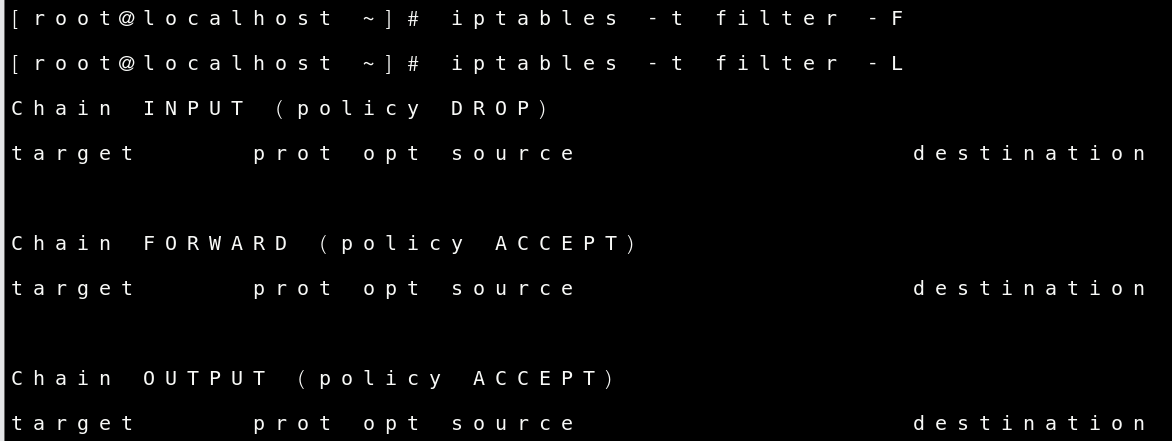 [root@localhost ~]# iptables -t filter -F
[root@localhost ~]# iptables -t filter -L
Chain INPUT (policy DROP)
target     prot opt source               destination
Chain FORWARD (policy ACCEPT)
target     prot opt source               destination
Chain OUTPUT (policy ACCEPT)
target     prot opt source               destination